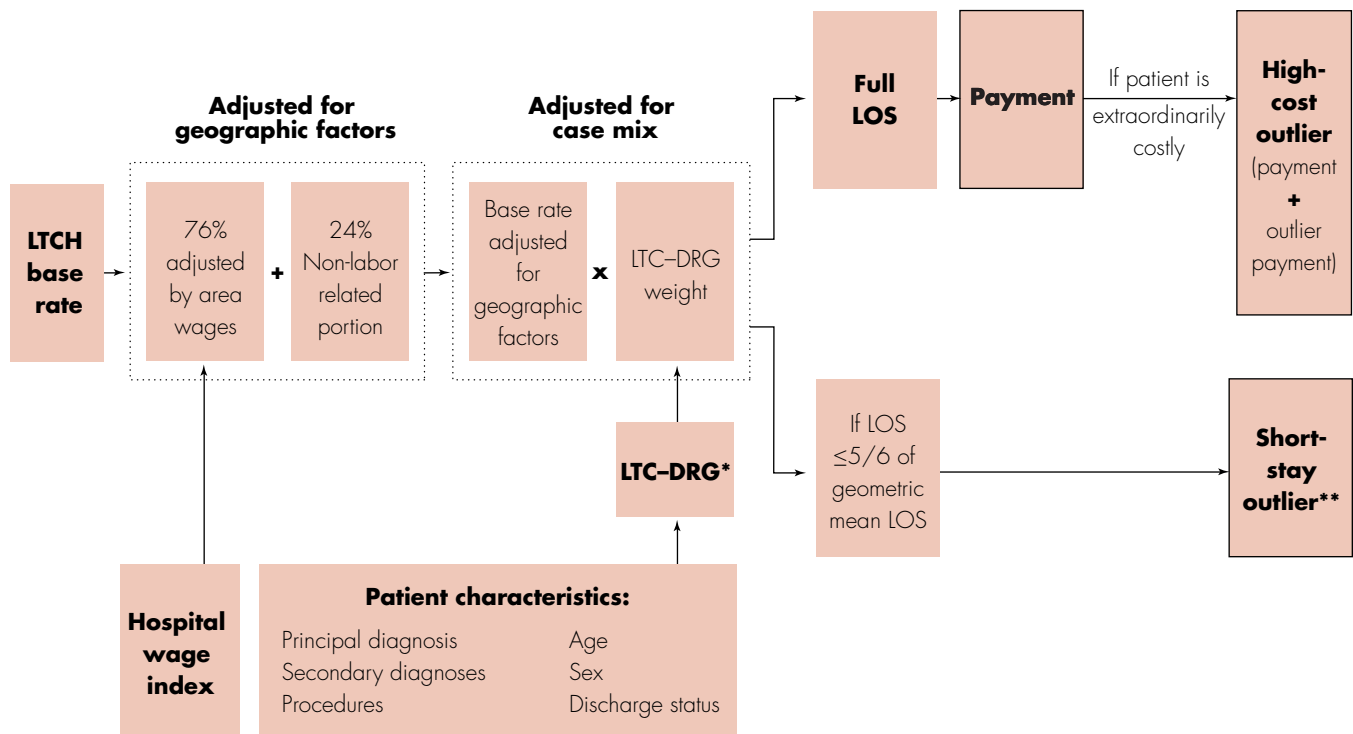 Adjusted for
geographic factors
Adjusted for
case mix
LTCH
base
rate
76%
adjusted
by area
wages
+
24%
Non-labor
related
portion
Base rate
adjusted
for
geographic
factors
x
LTC–DRG
weight
Full
LOS
Payment
If patient is
extraordinarily
costly
High-
cost
outlier
(payment
+
outlier
payment)
LTC–DRG*
If LOS
≤5/6 of
geometric
mean LOS
Short-
stay
outlier**
Hospital
wage
index
Patient characteristics:
Principal diagnosis
Secondary diagnoses
Procedures
Age
Sex
Discharge status